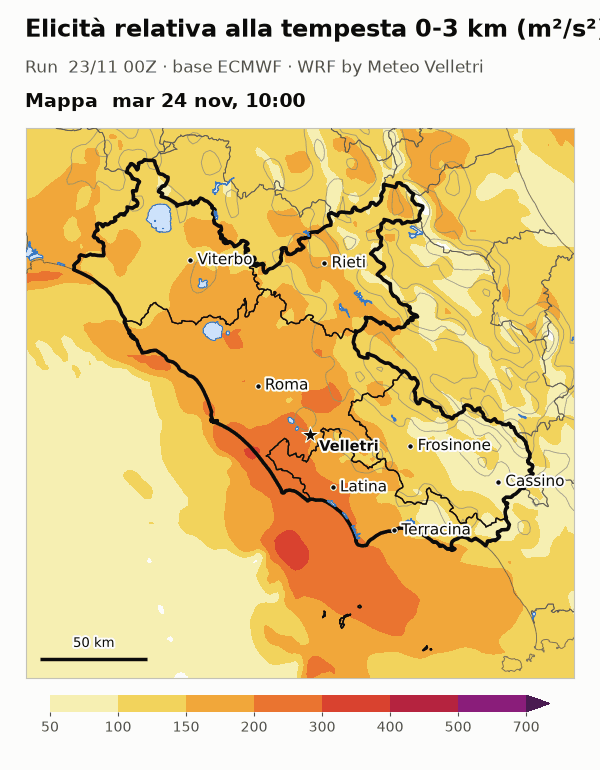 Elicità relativa alla tempesta 0-3 km (m²/s²)
Run 23/11 00Z · base ECMWF · WRF by Meteo Velletri
Mappa mar 24 nov, 10:00
Viterbo
Rieti
Roma
Velletri
Frosinone
Cassino
Latina
Terracina
50 km
50 100 150 200 300 400 500 700